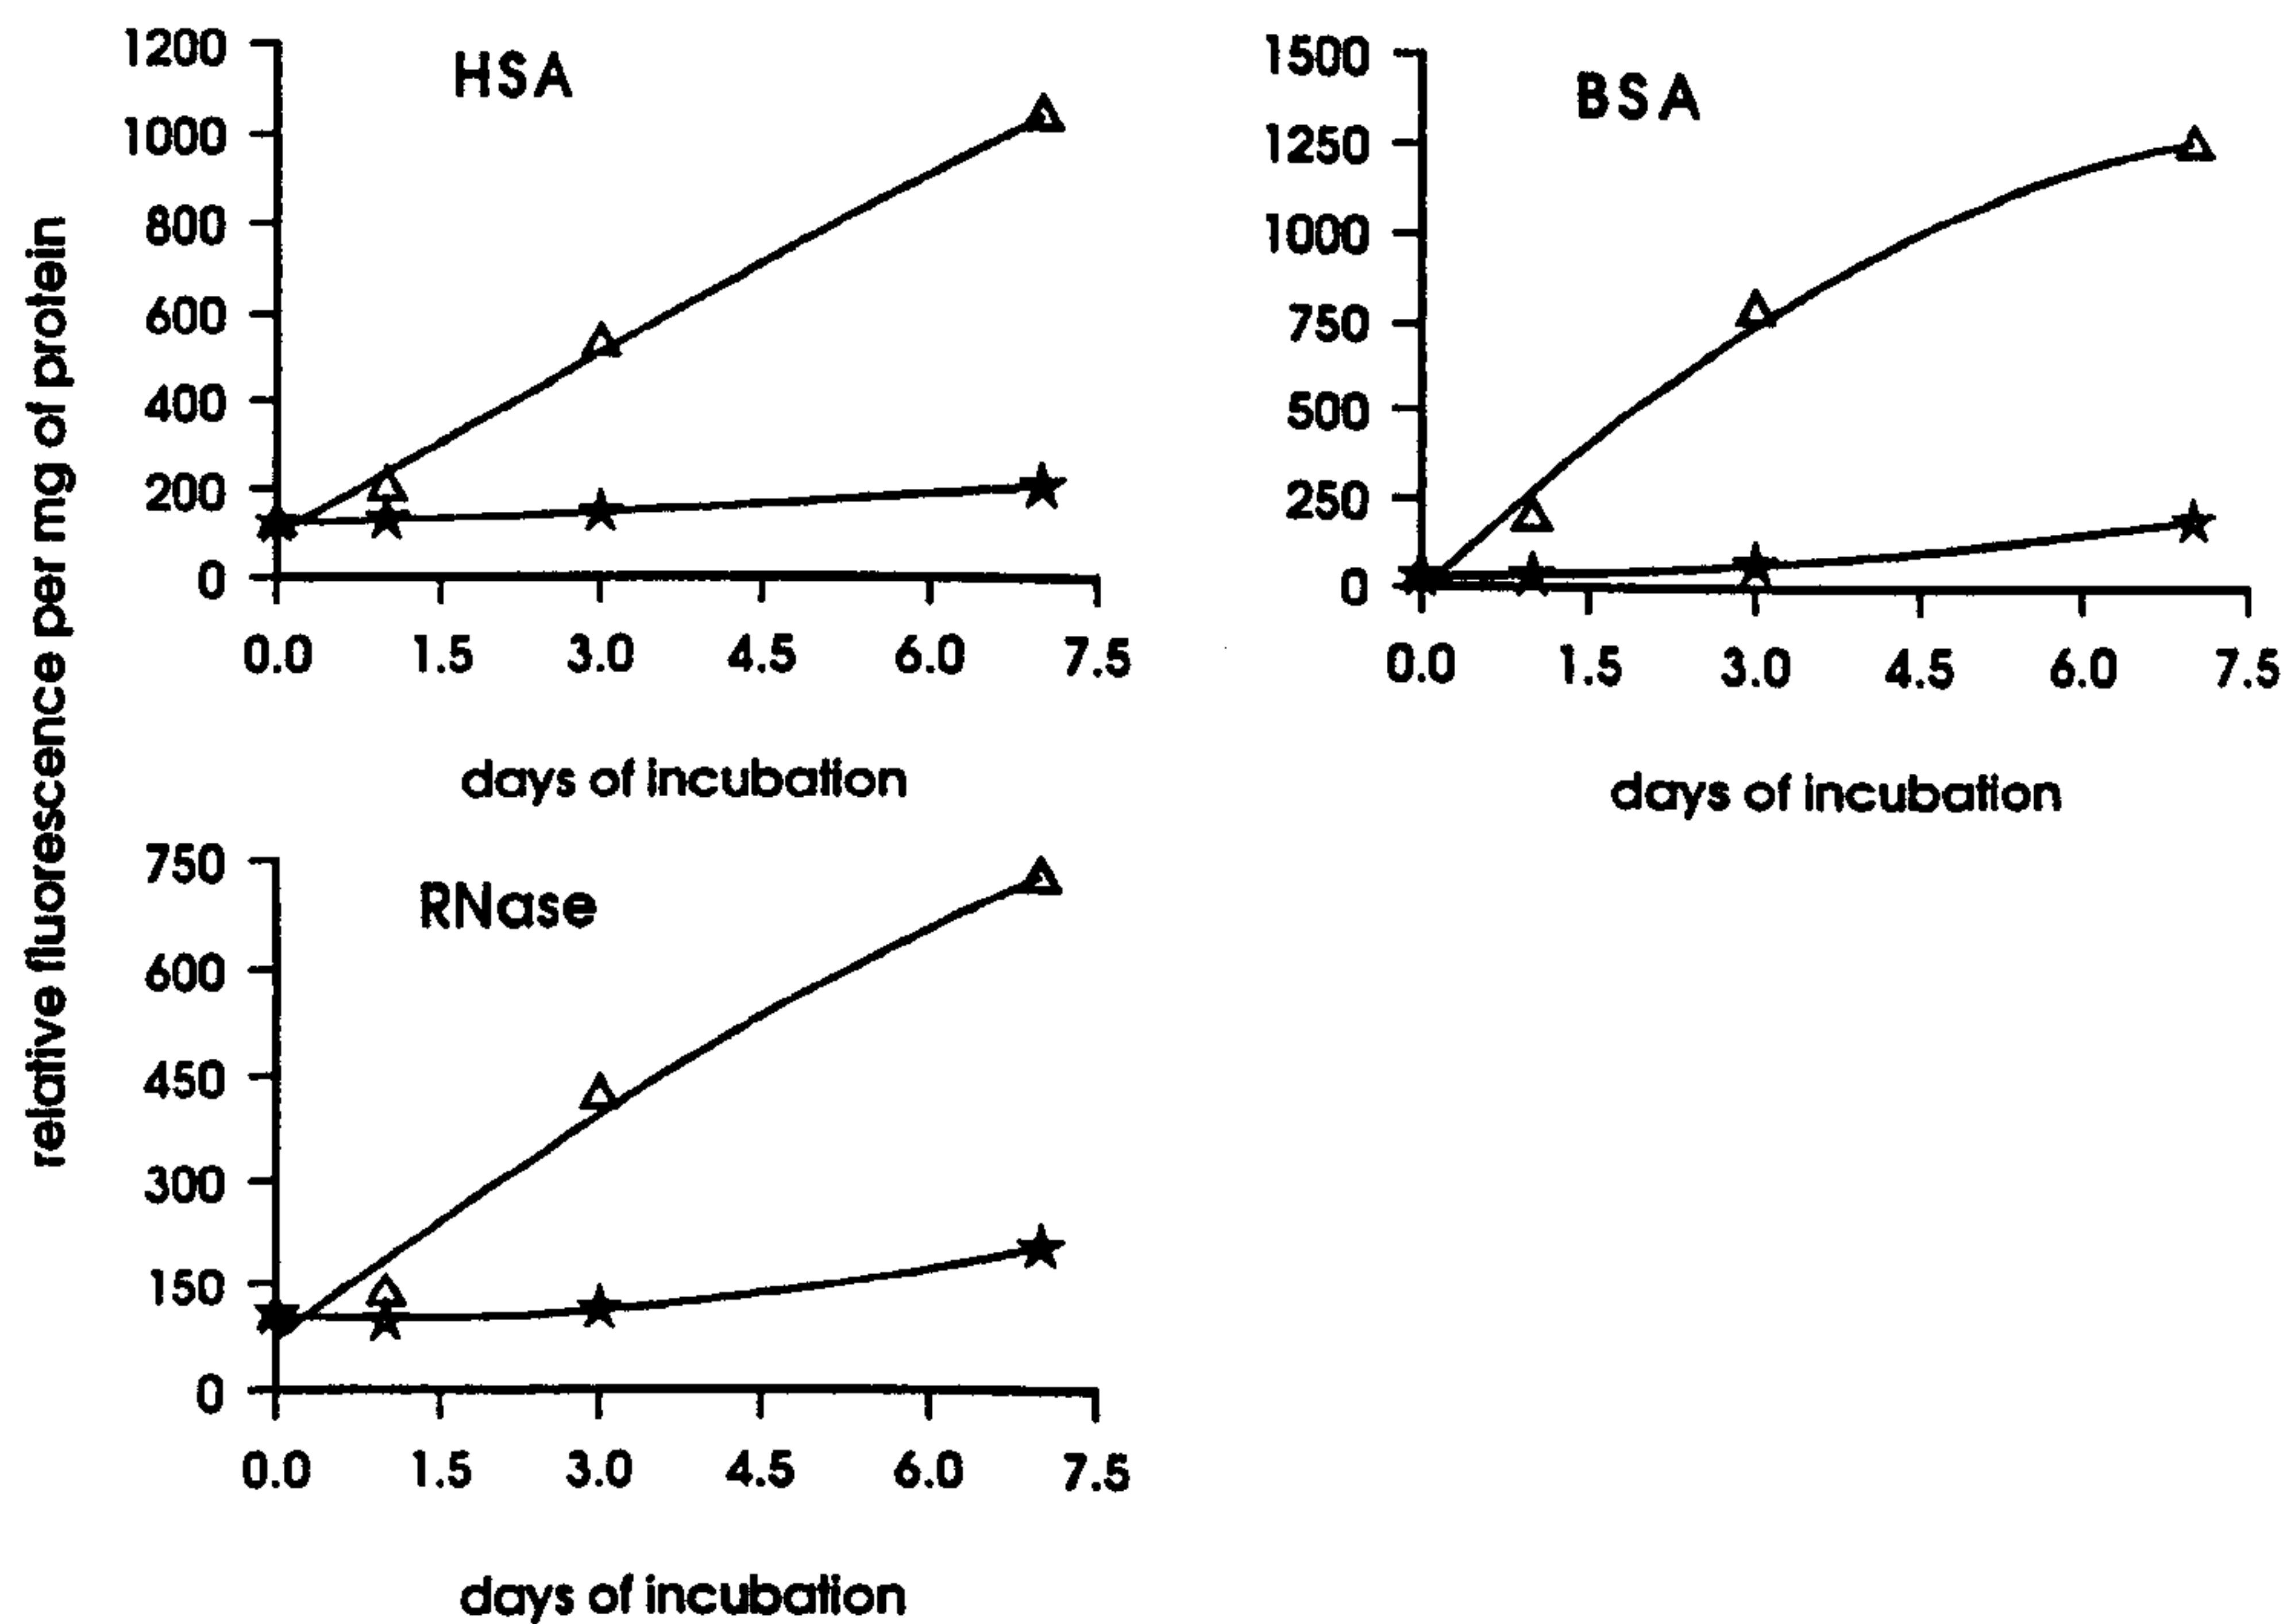 relative fluorescence per mg of protein
HSA
1200
1000
800
600
400
200
0
0.0 1.5 3.0 4.5 6.0 7.5
days of incubation
BSA
1500
1250
1000
750
500
250
0
0.0 1.5 3.0 4.5 6.0 7.5
days of incubation
RNase
750
600
450
300
150
0
0.0 1.5 3.0 4.5 6.0 7.5
days of incubation